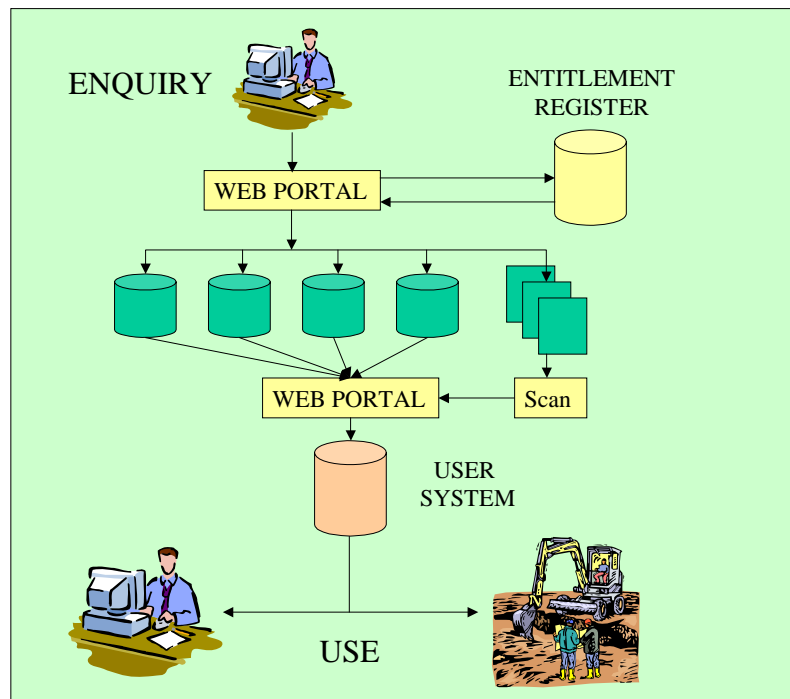 ENQUIRY
ENTITLEMENT
REGISTER
WEB PORTAL
WEB PORTAL
Scan
USER
SYSTEM
USE